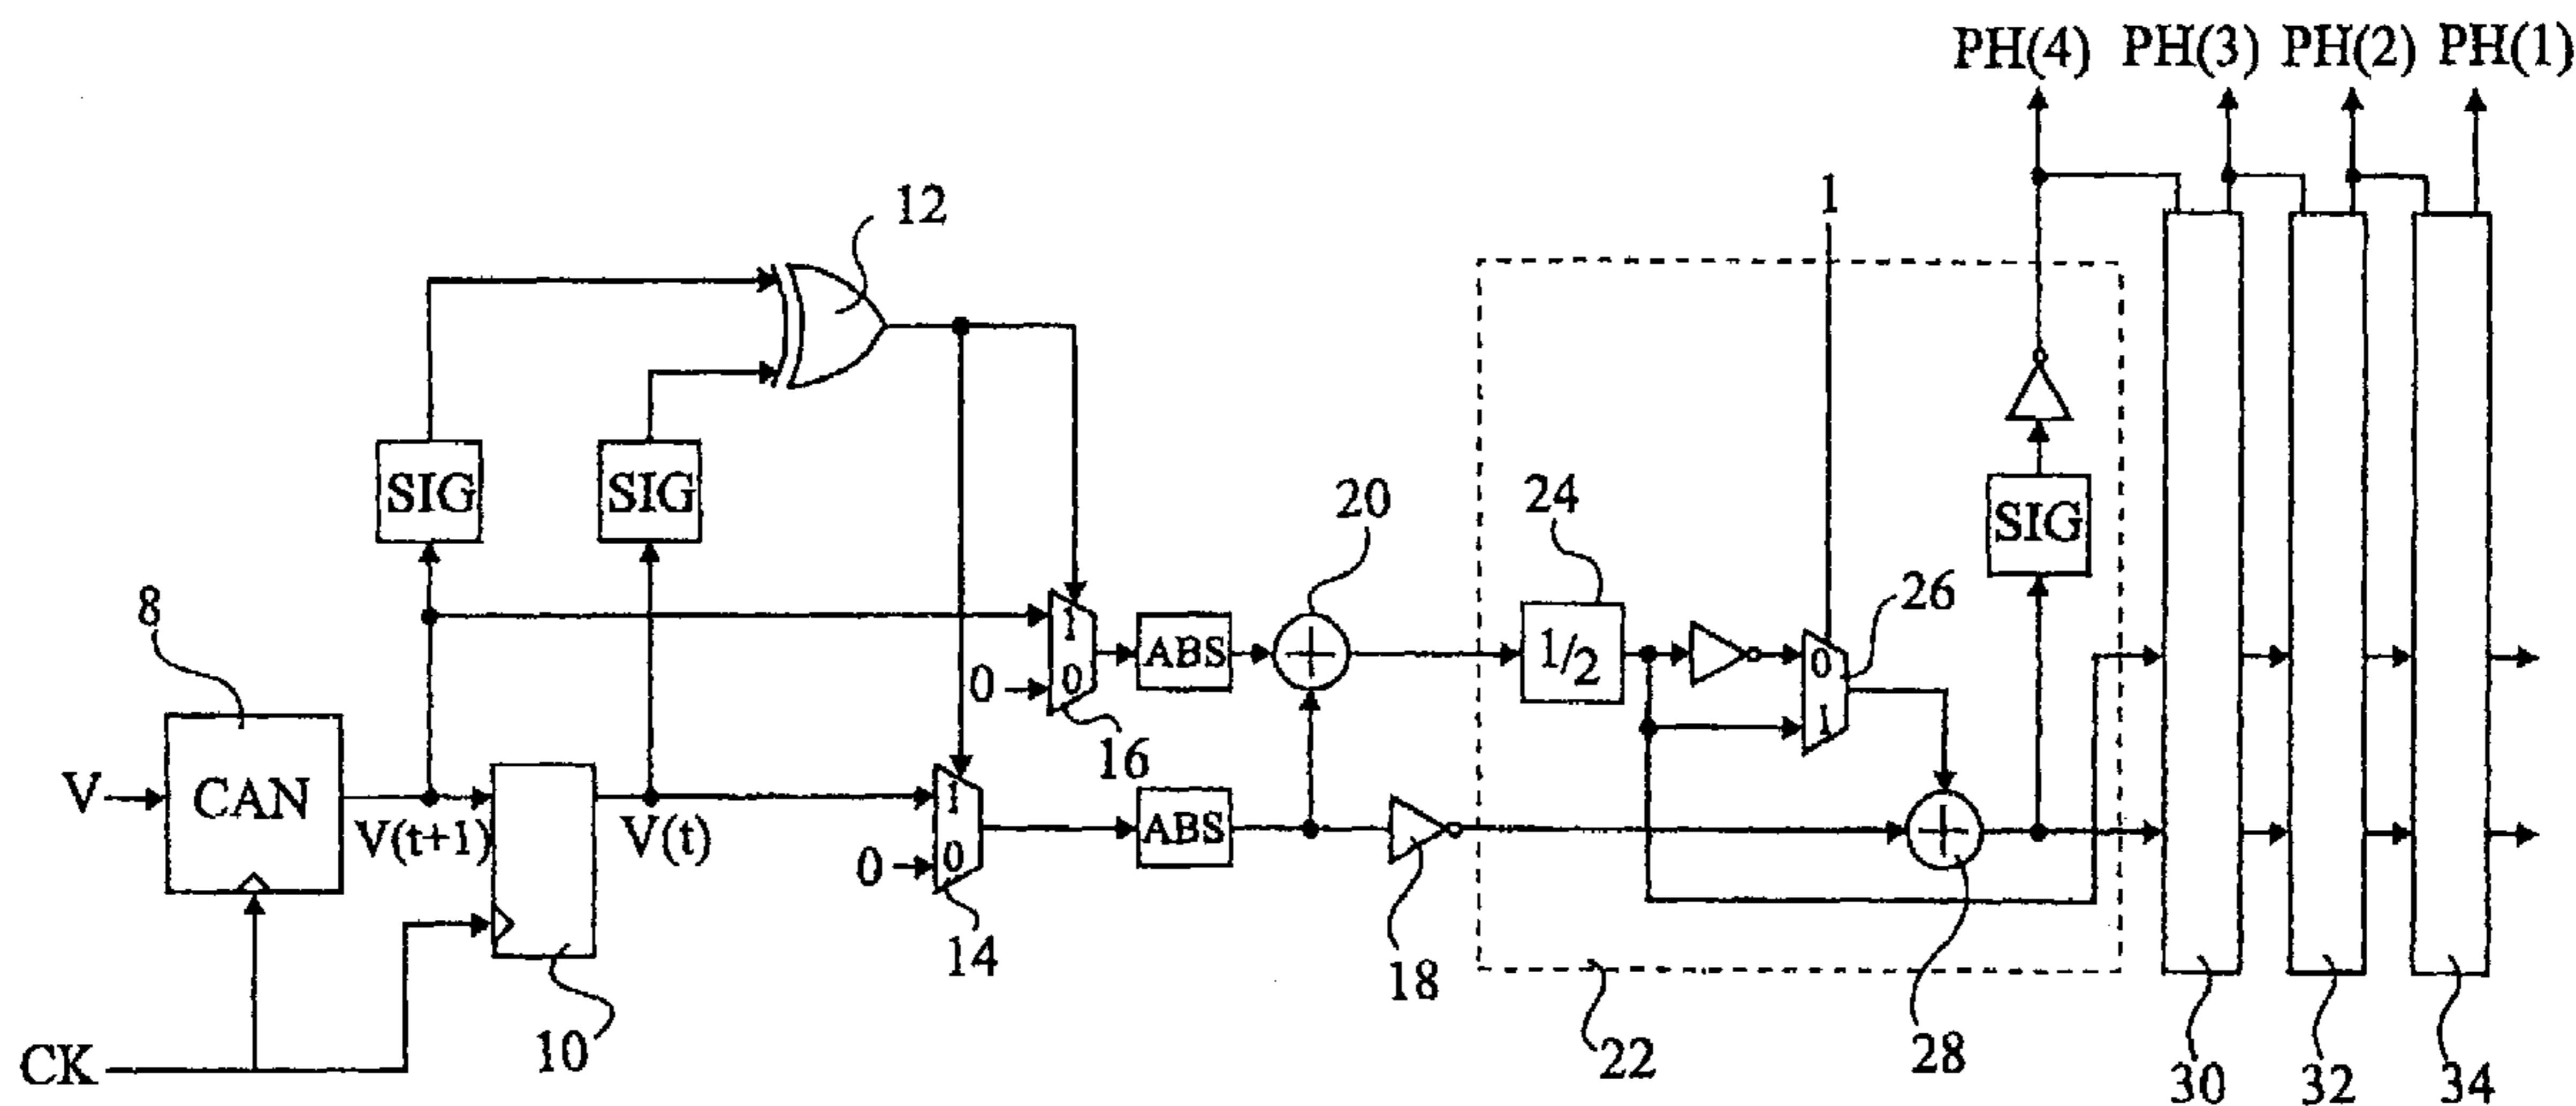 PH(4) PH(3) PH(2) PH(1)
12
1
SIG
SIG
20
24
SIG
8
1
0
0
16
ABS
1/2
0
1
26
V
CAN
V(t+1)
V(t)
1
0
0
14
ABS
18
28
CK
10
22
30
32
34